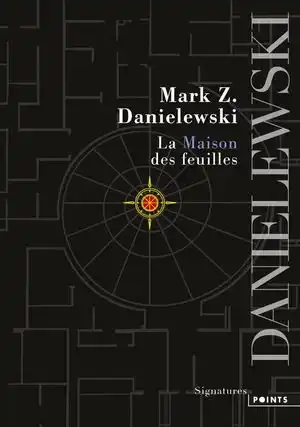 Mark Z.
Danielewski
La Maison
des feuilles
DANIELEWSKI
Signatures
POINTS